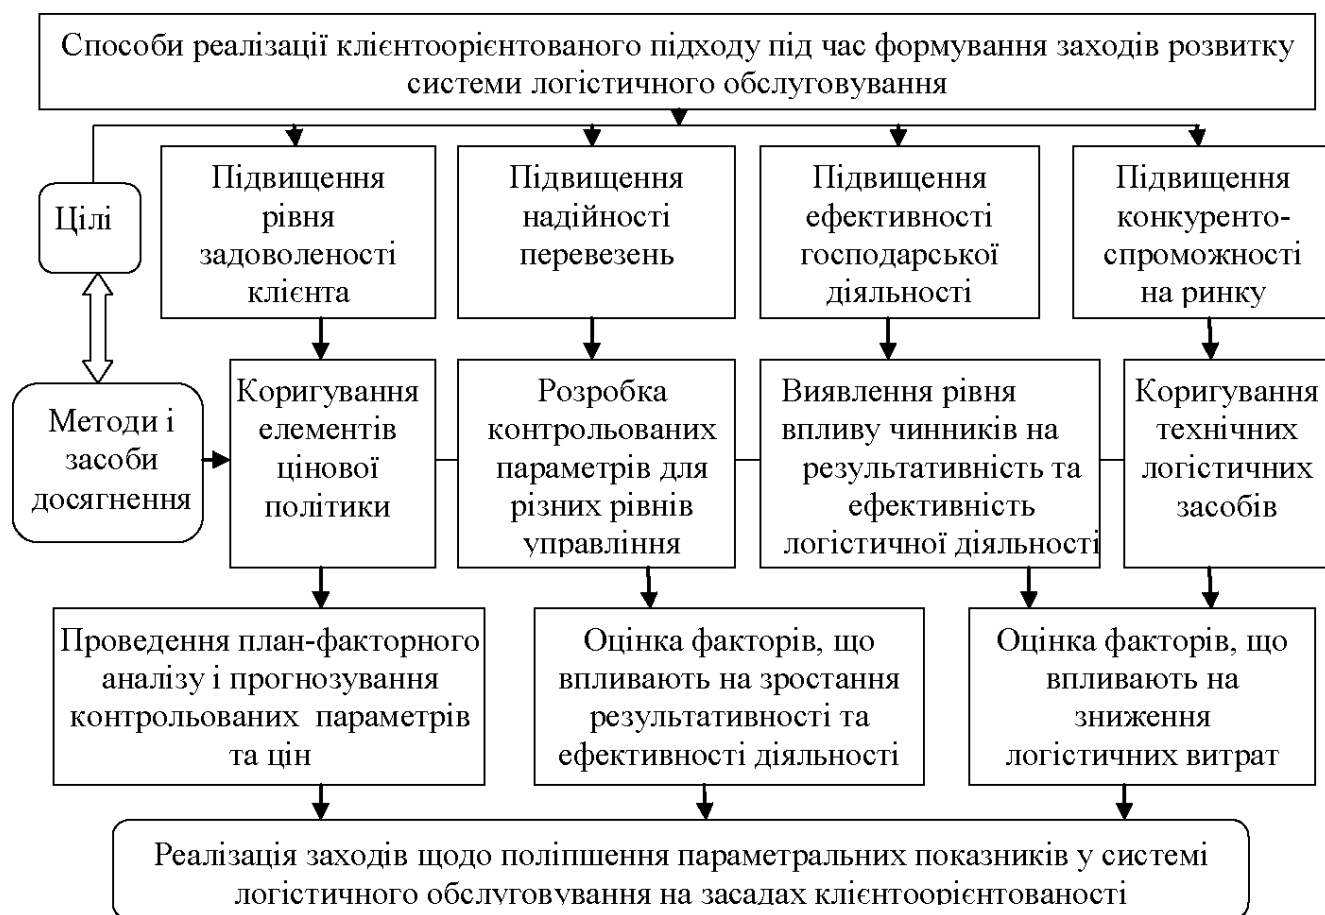 Способи реалізації клієнтоорієнтованого підходу під час формування заходів розвитку
системи логістичного обслуговування
Цілі
Підвищення
рівня
задоволеності
клієнта
Підвищення
надійності
перевезень
Підвищення
ефективності
господарської
діяльності
Підвищення
конкуренто-
спроможності
на ринку
Методи і
засоби
досягнення
Коригування
елементів
цінової
політики
Розробка
контрольованих
параметрів для
різних рівнів
управління
Виявлення рівня
впливу чинників на
результативність та
ефективність
логістичної діяльності
Коригування
технічних
логістичних
засобів
Проведення план-факторного
аналізу і прогнозування
контрольованих параметрів
та цін
Оцінка факторів, що
впливають на зростання
результативності та
ефективності діяльності
Оцінка факторів, що
впливають на
зниження
логістичних витрат
Реалізація заходів щодо поліпшення параметральних показників у системі
логістичного обслуговування на засадах клієнтоорієнтованості